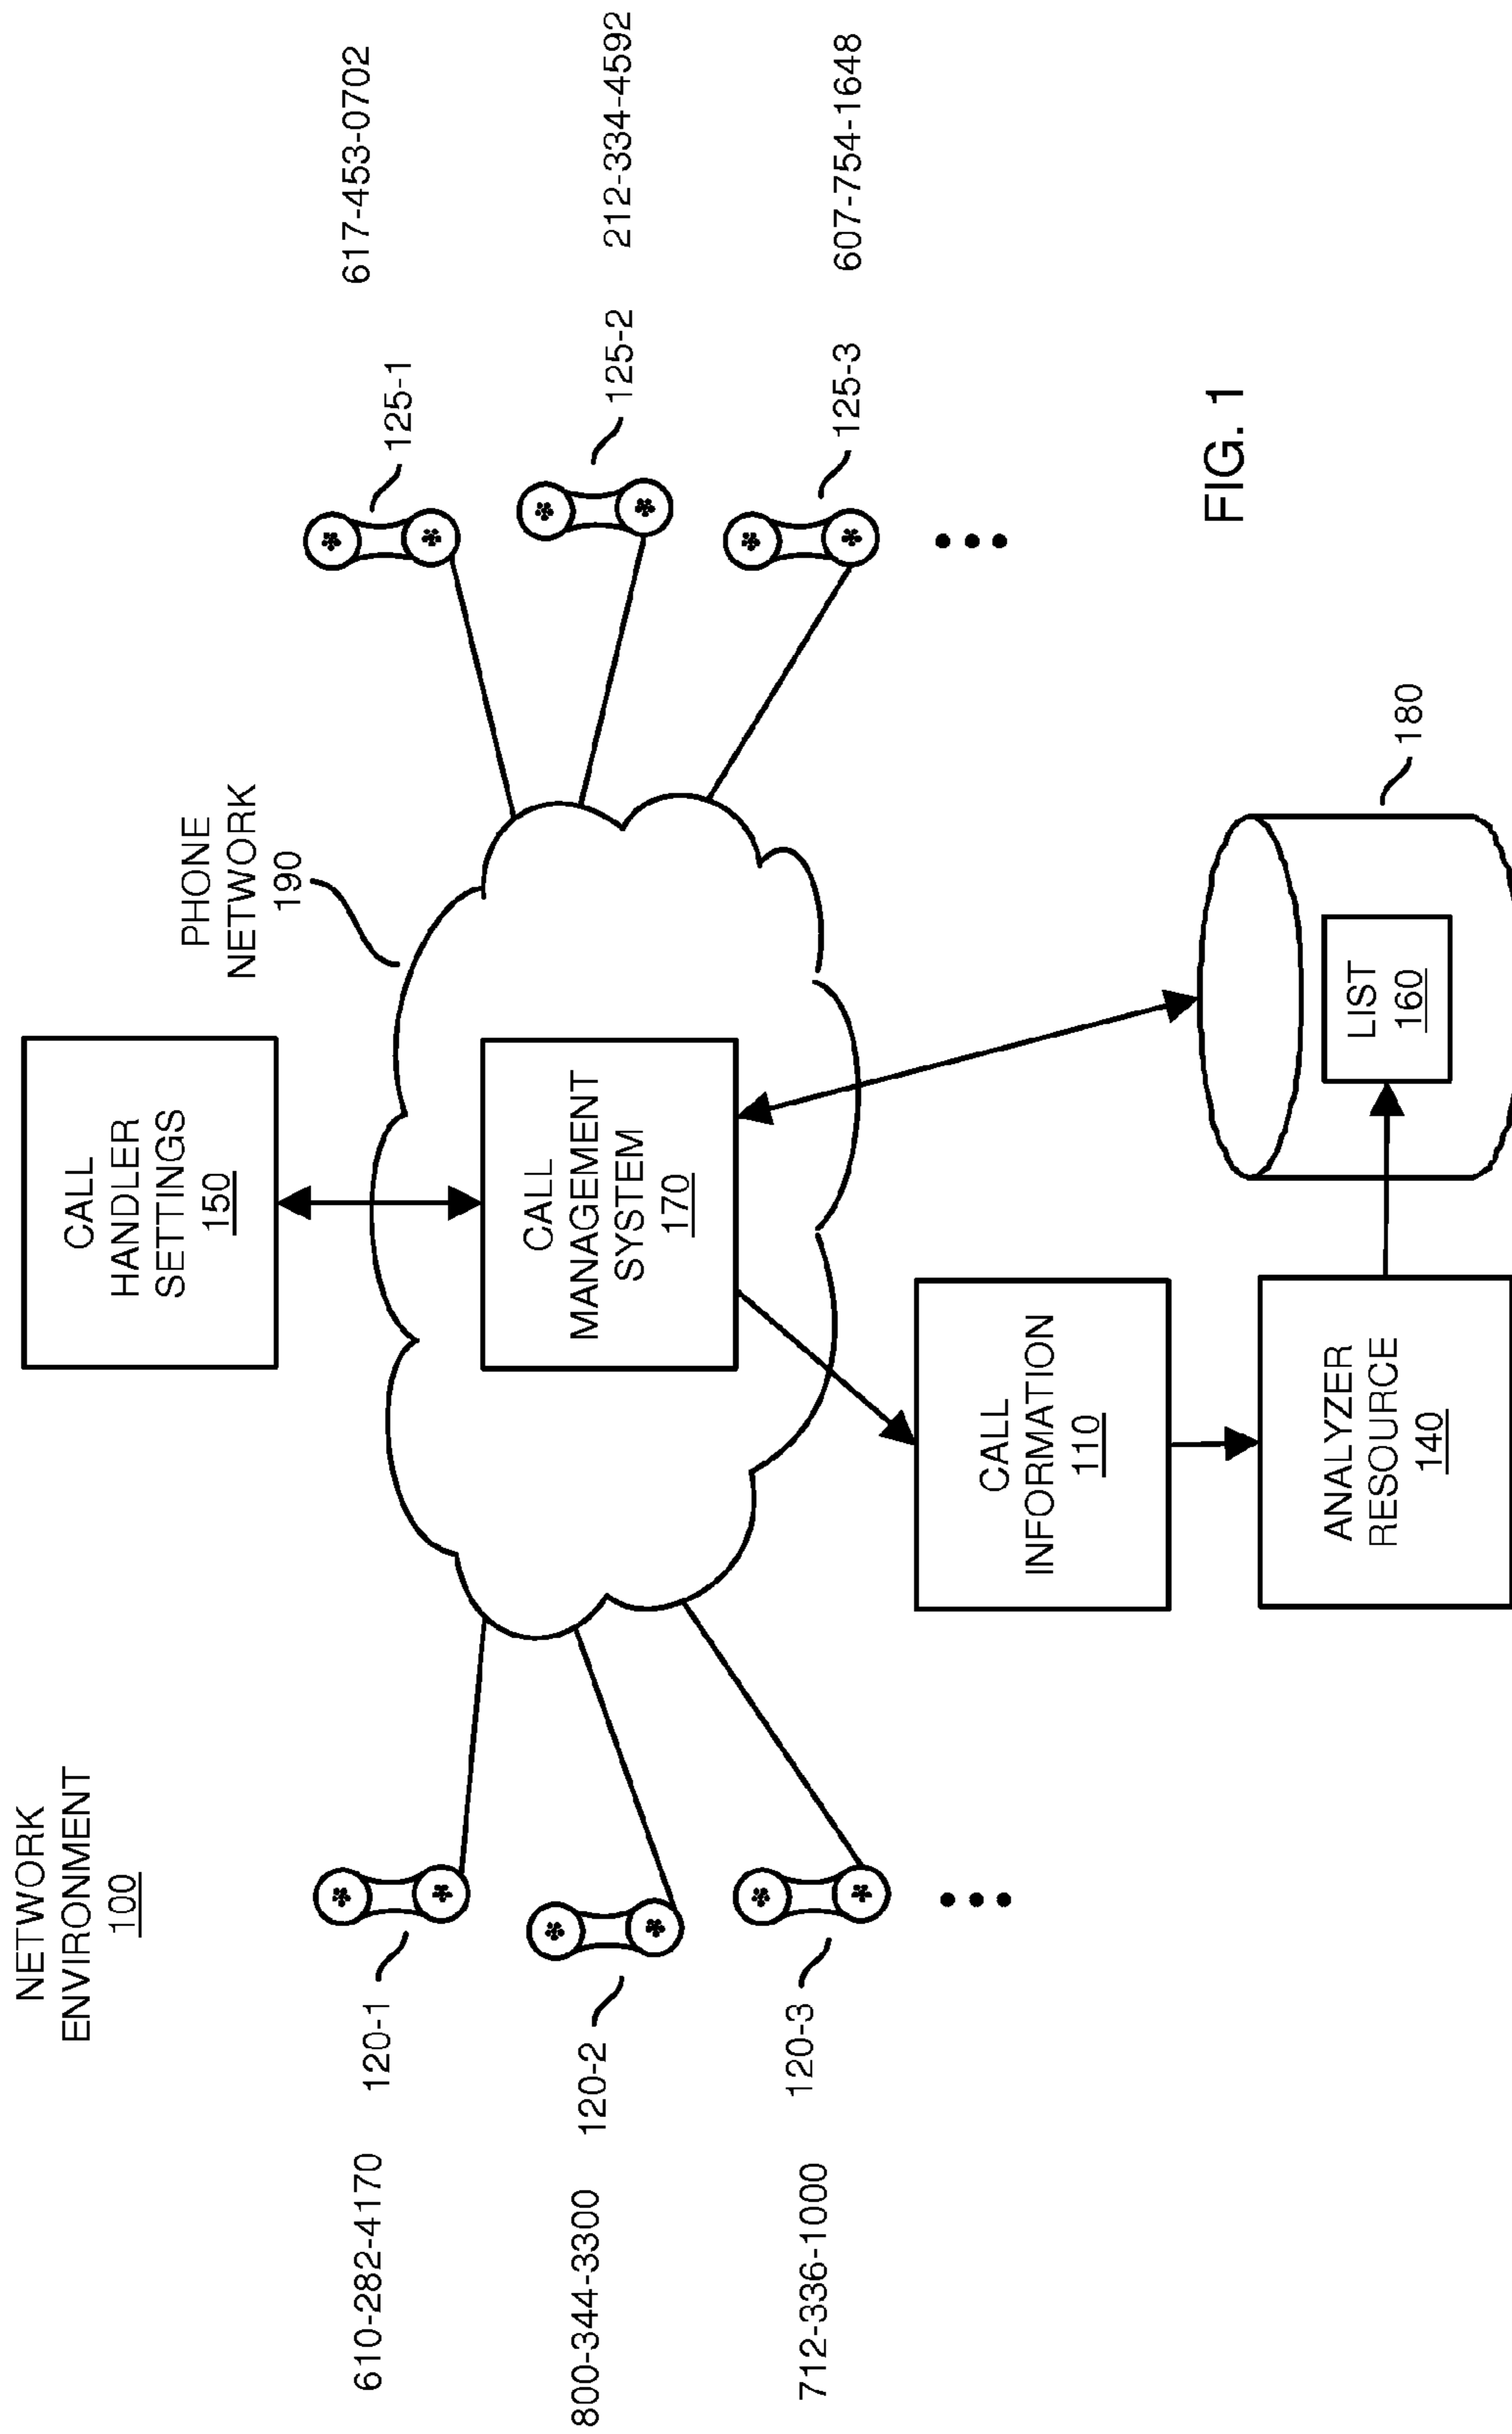 NETWORK
ENVIRONMENT
100
CALL
HANDLER
SETTINGS
150
PHONE
NETWORK
190
610-282-4170
120-1
125-1
617-453-0702
CALL
MANAGEMENT
SYSTEM
170
800-344-3300
120-2
125-2
212-334-4592
712-336-1000
120-3
125-3
607-754-1648
CALL
INFORMATION
110
ANALYZER
RESOURCE
140
LIST
160
180
FIG. 1